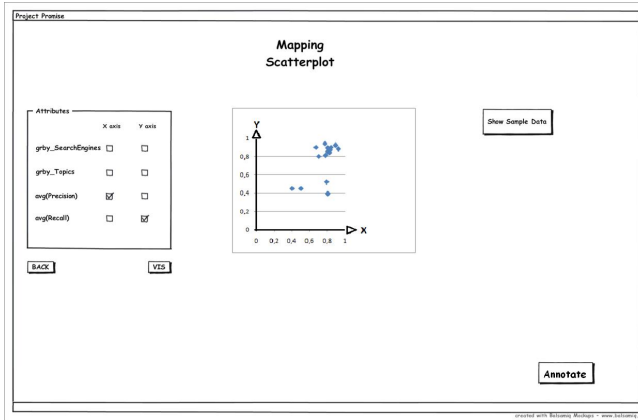 Project Promise
Mapping
Scatterplot
Attributes
X axis Y axis
grby_SearchEngines
grby_Topics
avg(Precision)
avg(Recall)
BACK VIS
Y
1
0,8
0,6
0,4
0,2
0
0 0,2 0,4 0,6 0,8 1
X
Show Sample Data
Annotate
created with Balsamiq Mockups - www.balsamiq